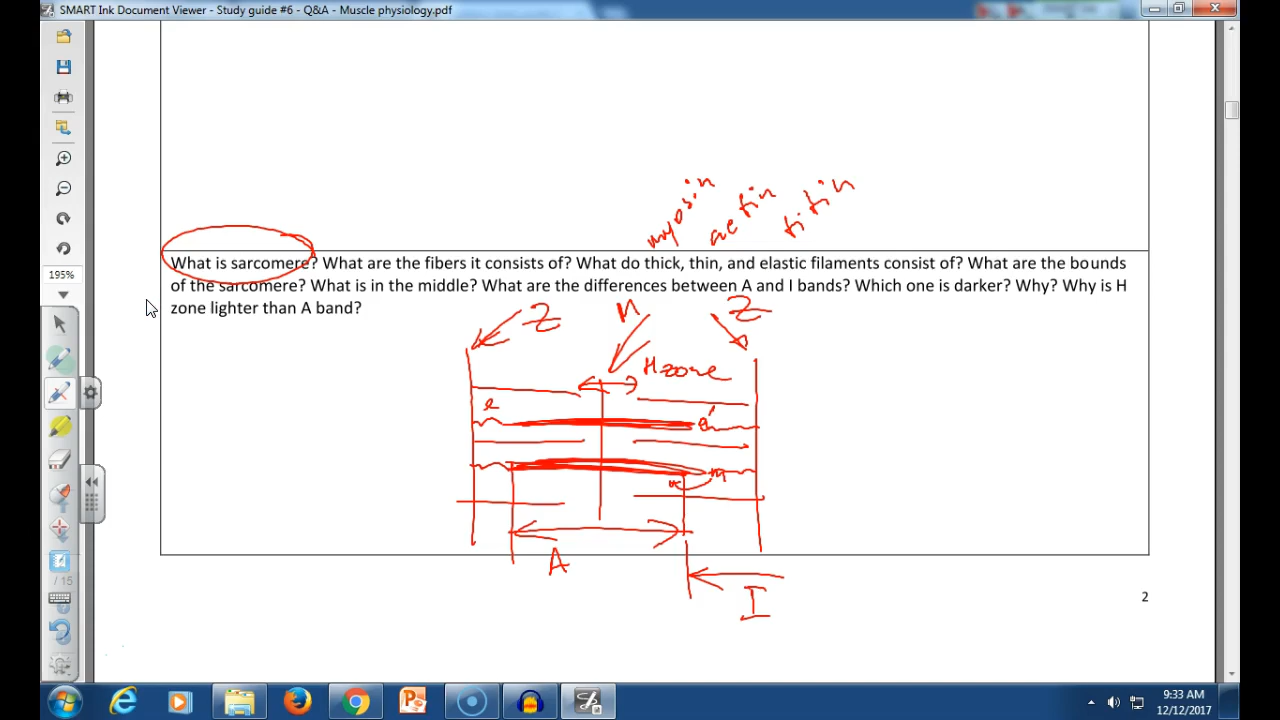 SMART Ink Document Viewer - Study guide #6 - Q&A - Muscle physiology.pdf
myosin actin titin
What is sarcomere? What are the fibers it consists of? What do thick, thin, and elastic filaments consist of? What are the bounds
of the sarcomere? What is in the middle? What are the differences between A and I bands? Which one is darker? Why? Why is H
zone lighter than A band?
195%
Z M Z
H zone
e
A
I
/ 15
2
9:33 AM
12/12/2017